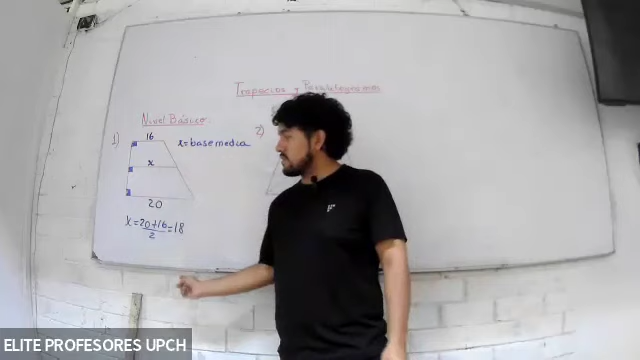 Trapecios y Paralelogramos
Nivel Básico:
1)
16
x
20
x = base media
x = 20+16 = 18
2
2)
ELITE PROFESORES UPCH